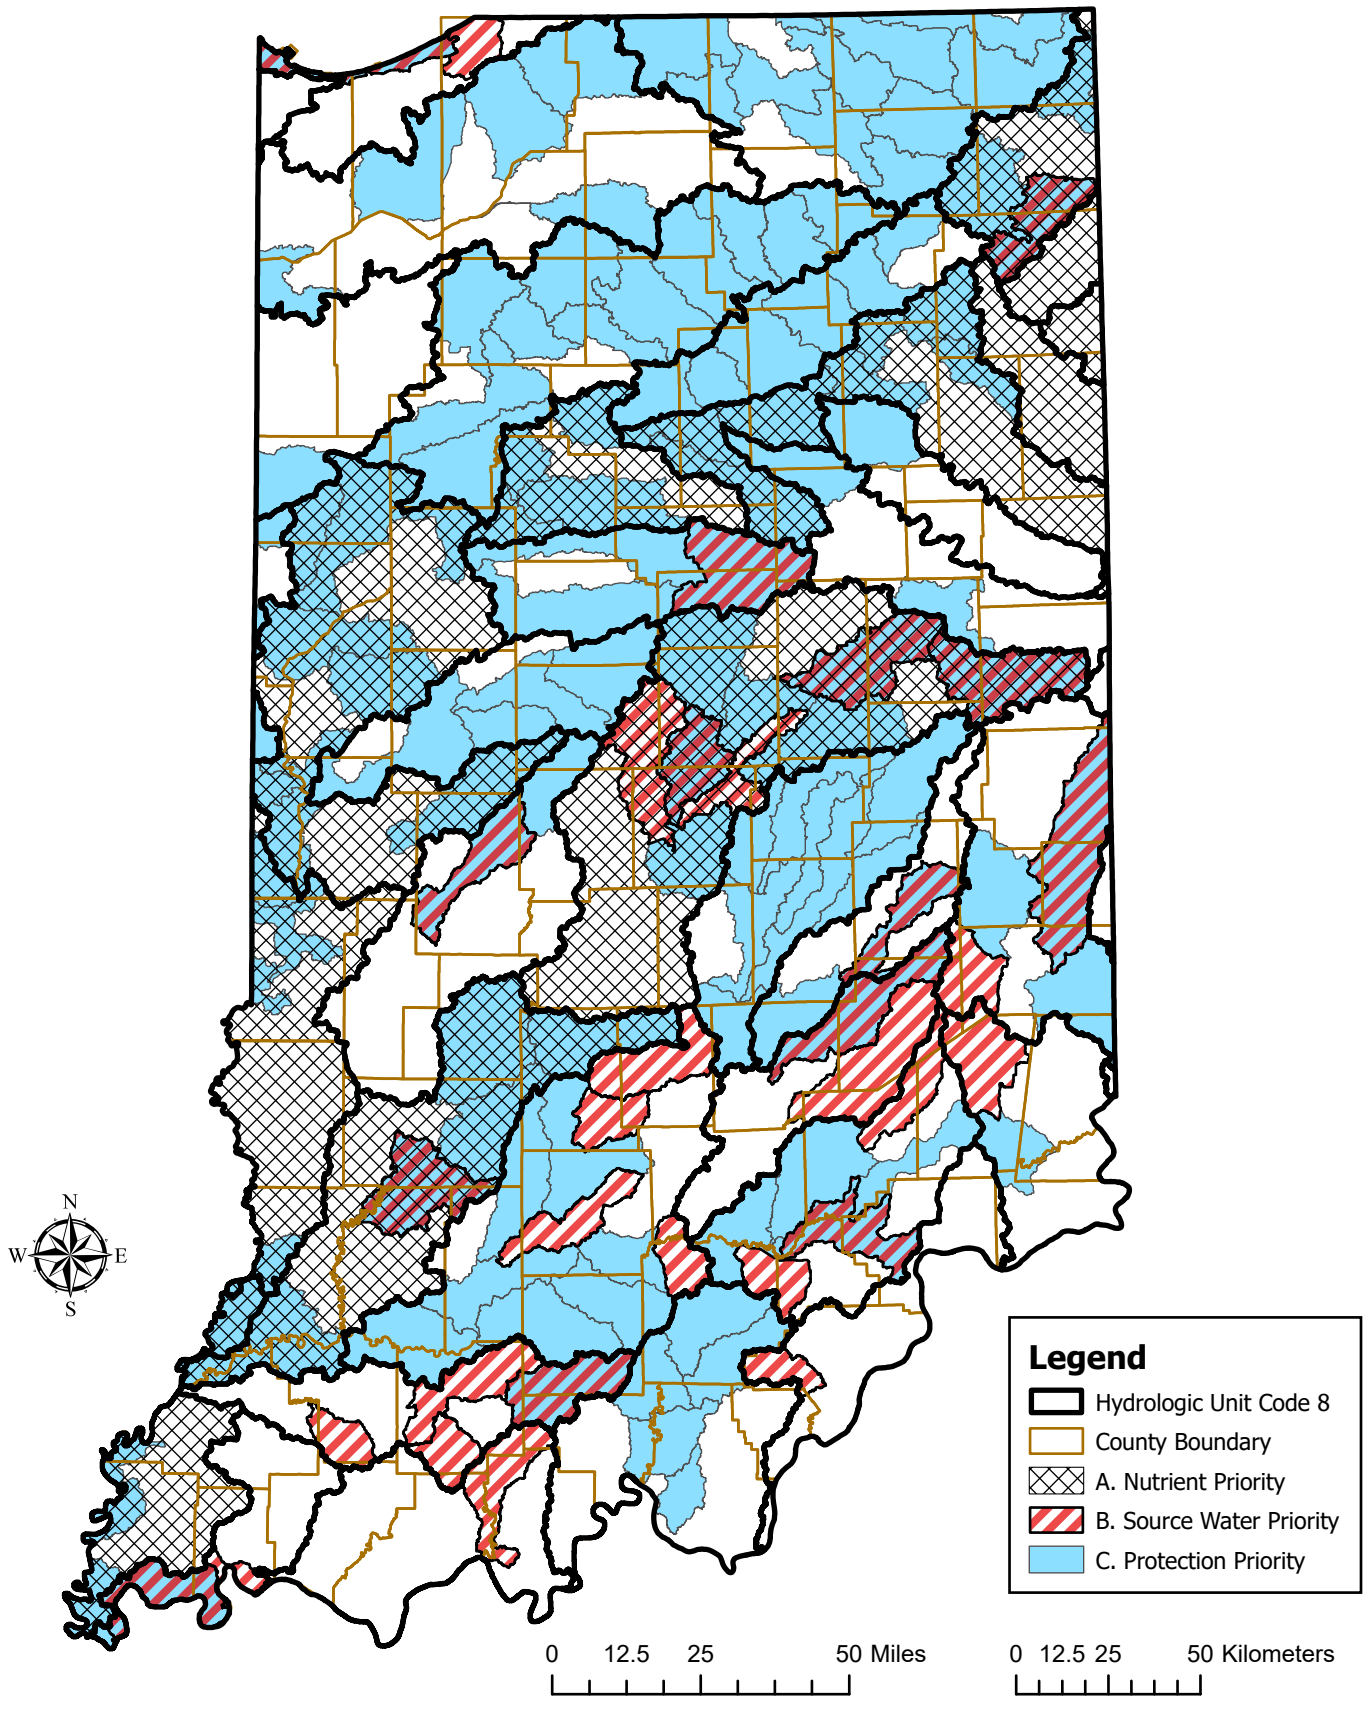 N
W E
S
Legend
Hydrologic Unit Code 8
County Boundary
A. Nutrient Priority
B. Source Water Priority
C. Protection Priority
0 12.5 25 50 Miles
0 12.5 25 50 Kilometers